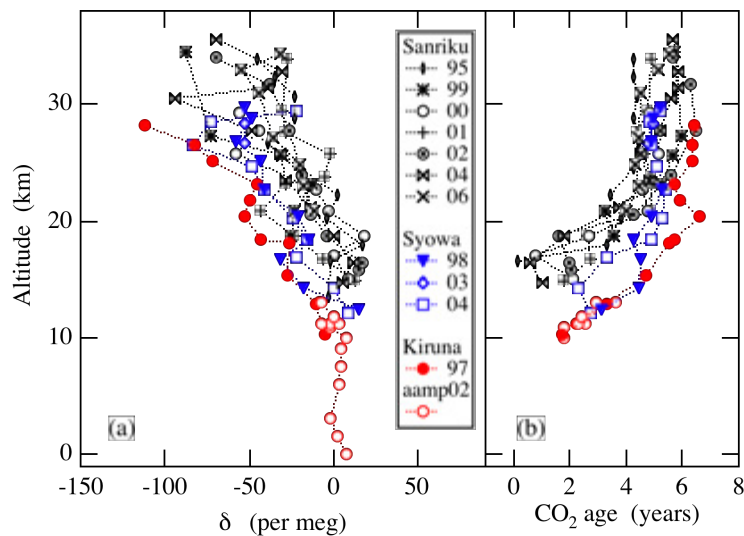 Altitude (km)
30
20
10
0
-150
-100
-50
0
50
δ (per meg)
(a)
Sanriku
95
99
00
01
02
04
06
Syowa
98
03
04
Kiruna
97
aamp02
(b)
0
2
4
6
8
CO₂ age (years)